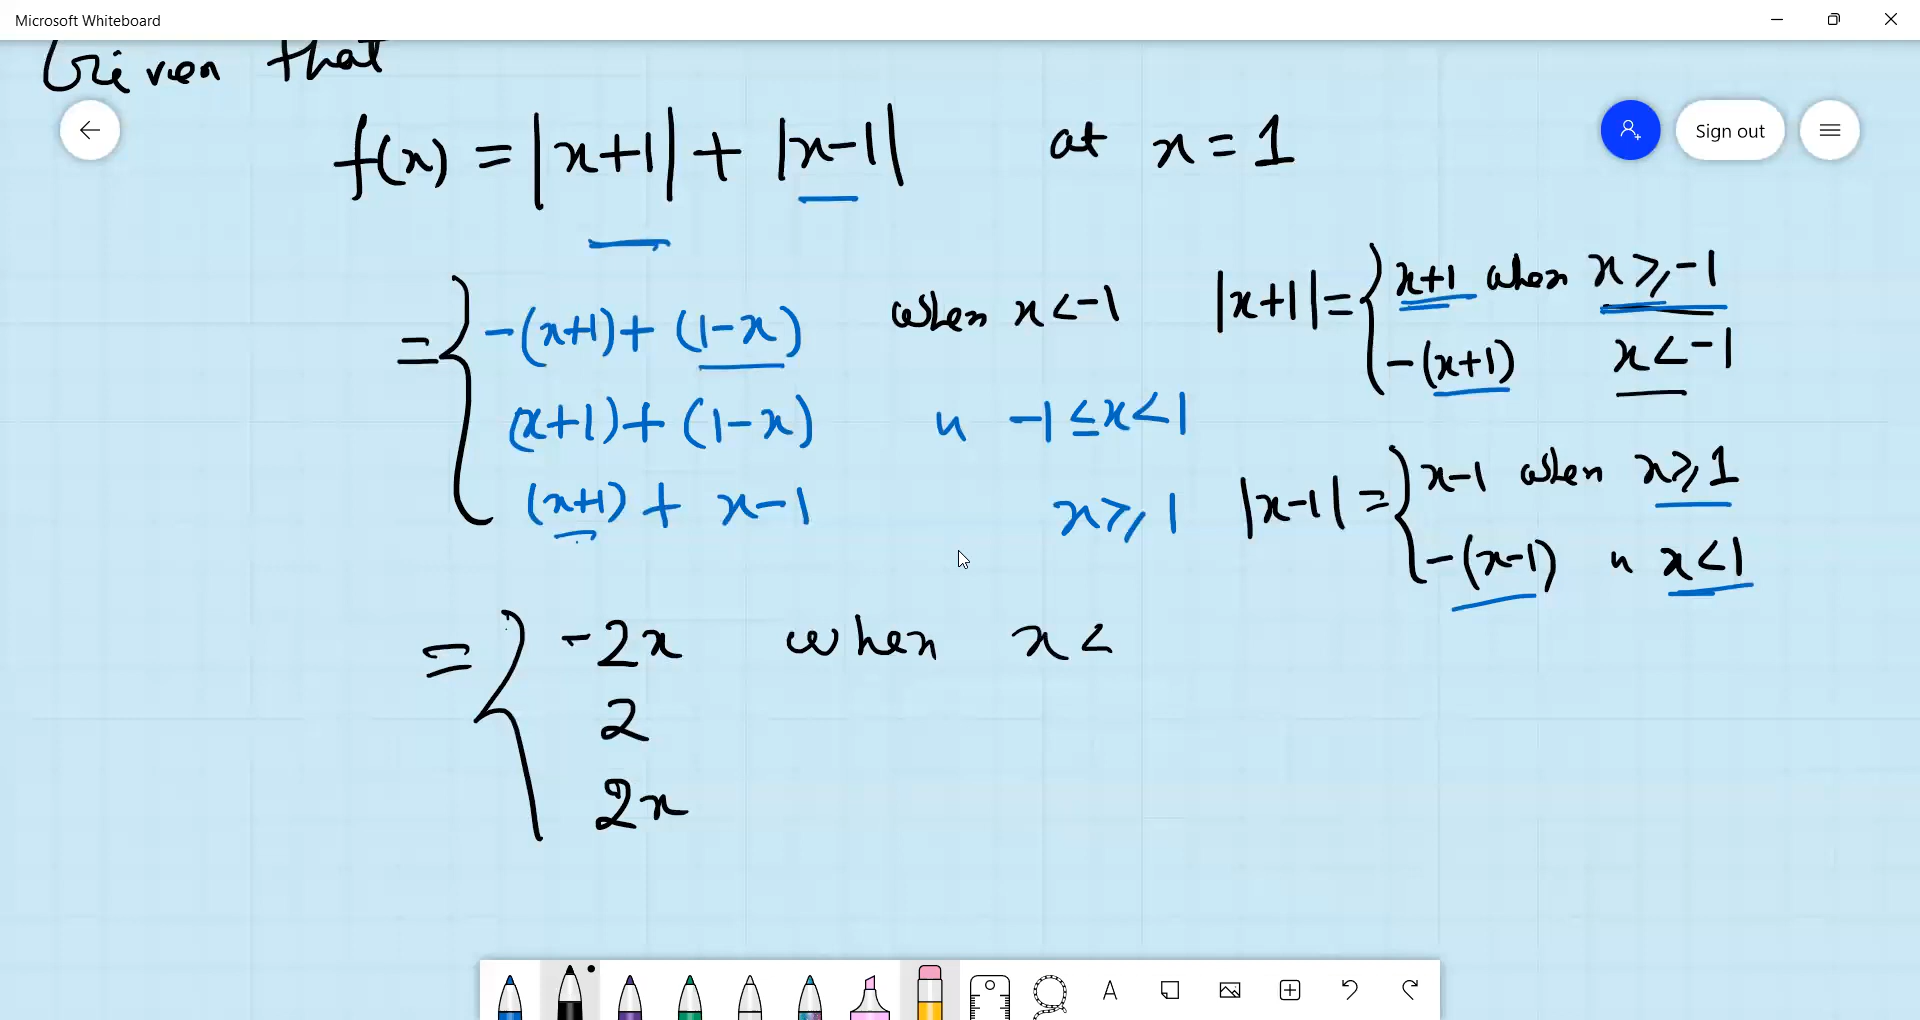 Microsoft Whiteboard
Given that
f(x) = |x+1| + |x-1| at x = 1
Sign out
= { -(x+1) + (1-x) when x < -1
(x+1) + (1-x) " -1 ≤ x < 1
(x+1) + x-1 x ≥ 1
|x+1| = { x+1 when x ≥ -1
-(x+1) x < -1
|x-1| = { x-1 when x ≥ 1
-(x-1) " x < 1
= { -2x when x <
2
2x
A